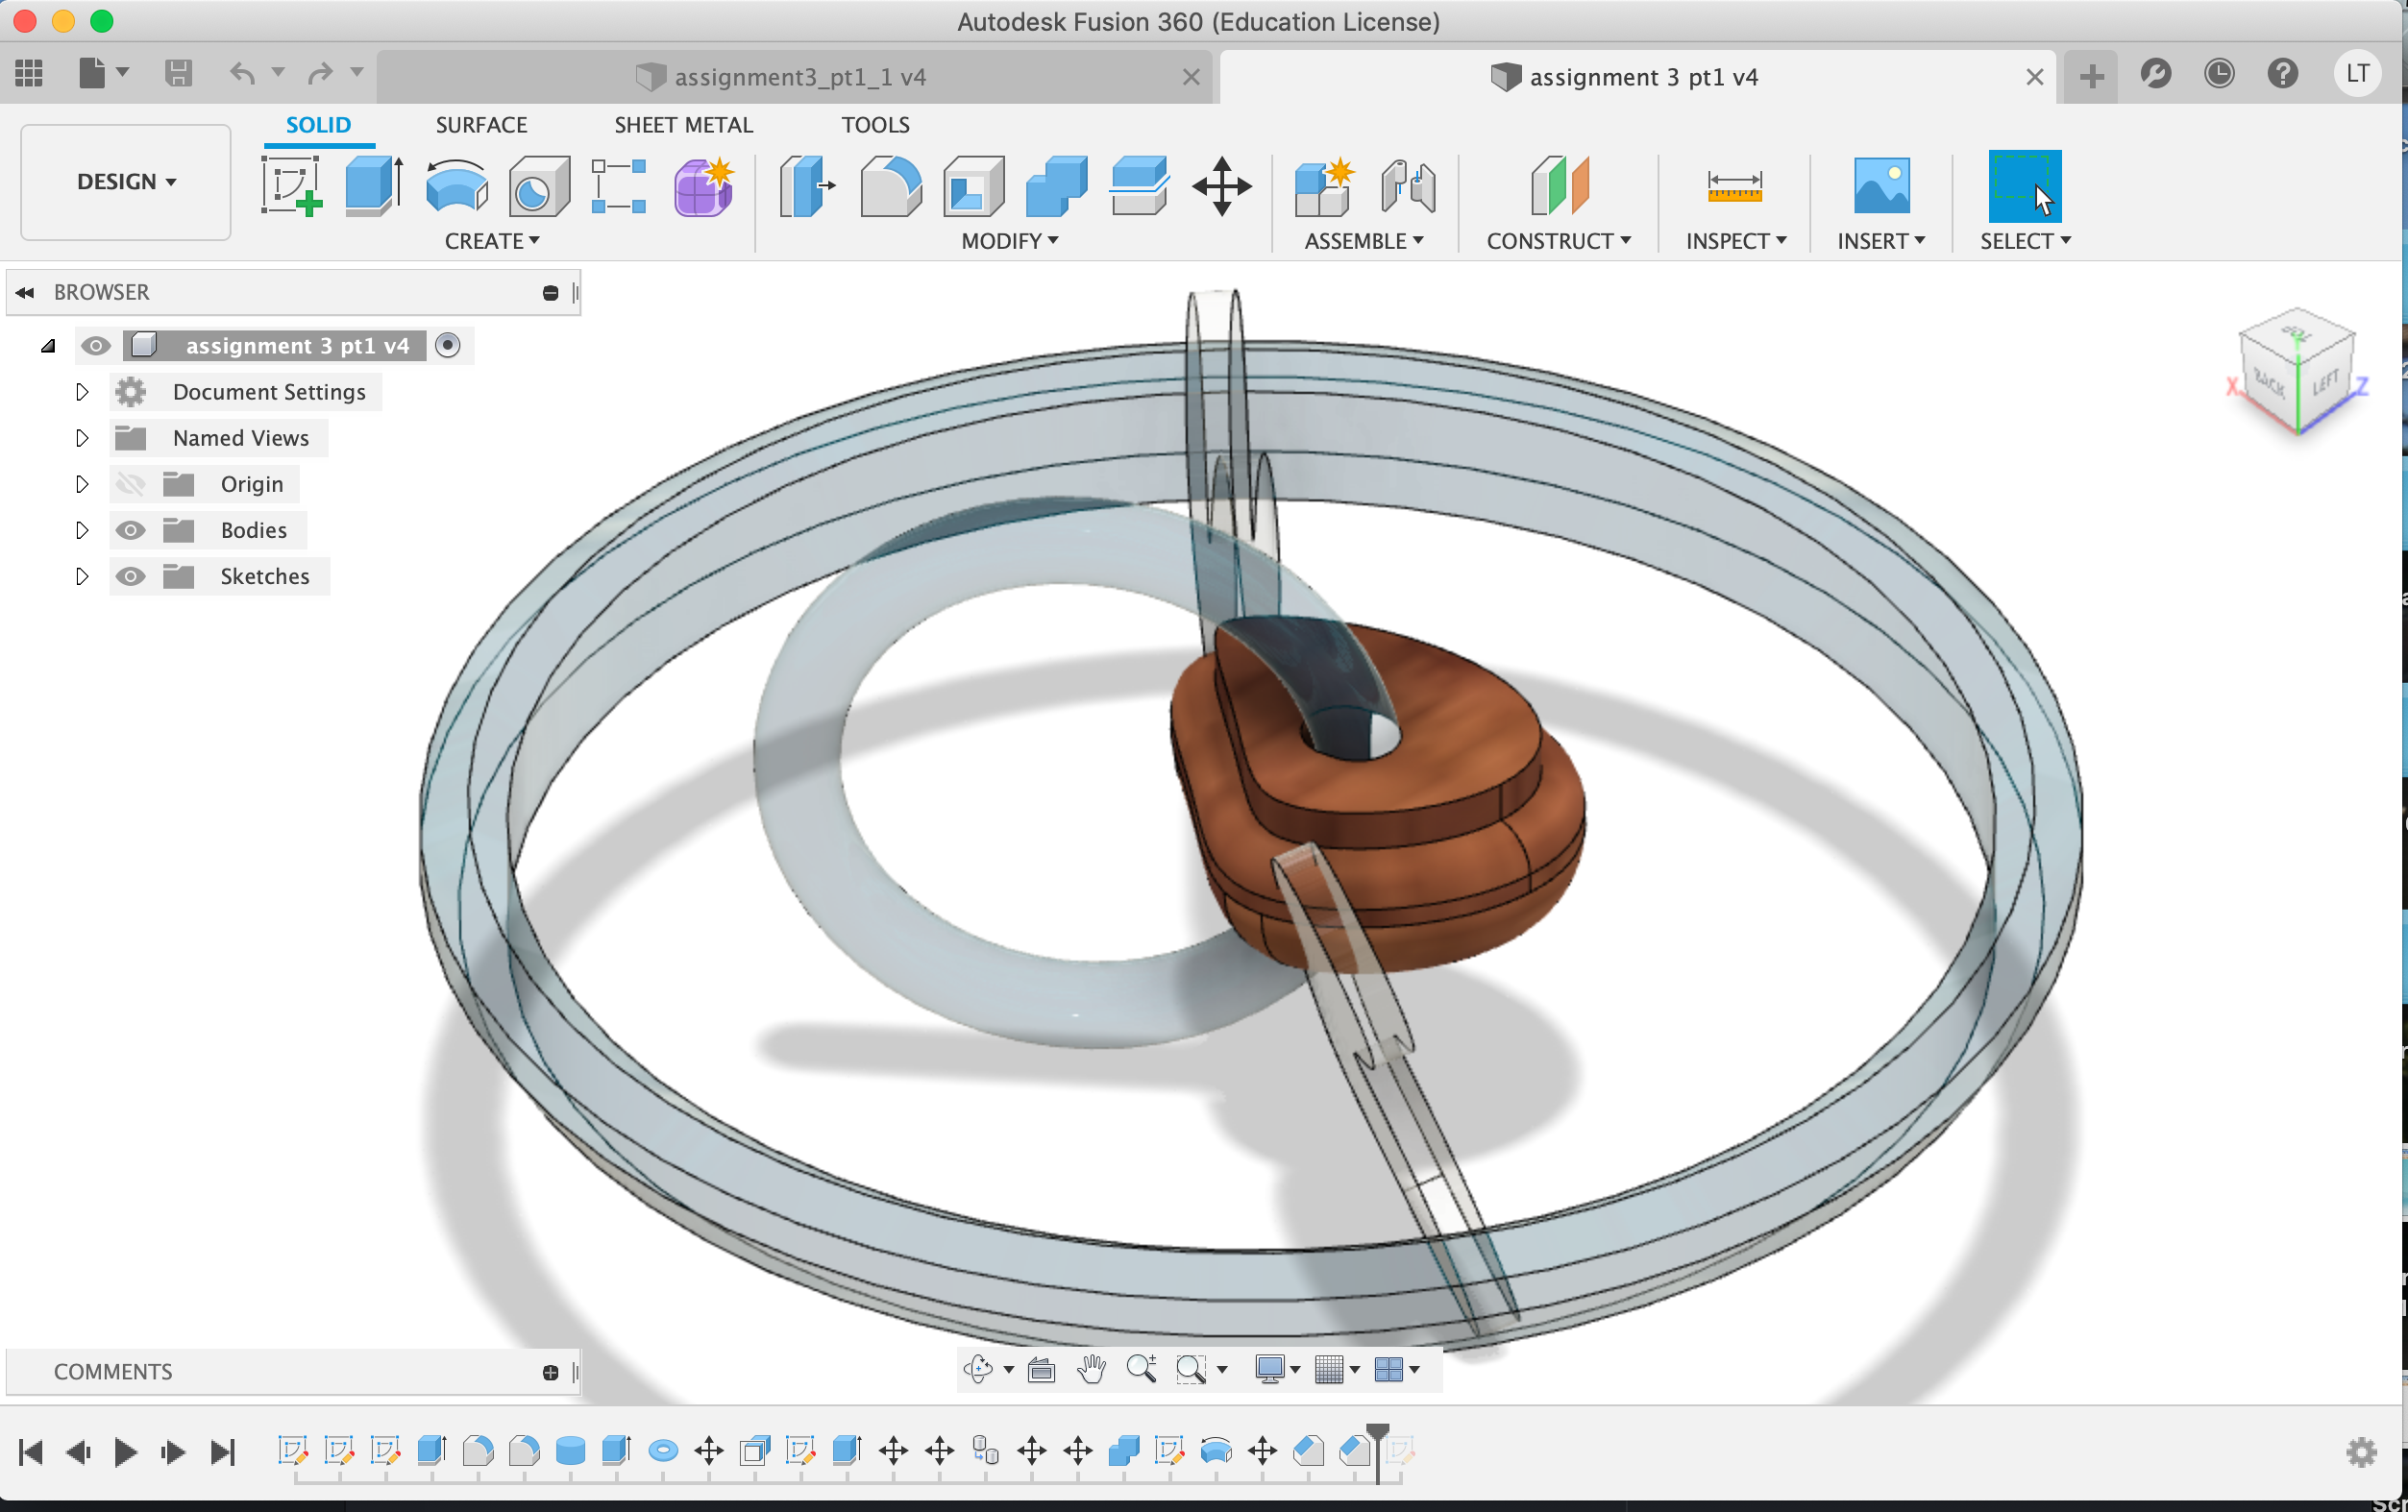 Autodesk Fusion 360 (Education License)
assignment3_pt1_1 v4
assignment 3 pt1 v4
LT
DESIGN
SOLID
SURFACE
SHEET METAL
TOOLS
CREATE
MODIFY
ASSEMBLE
CONSTRUCT
INSPECT
INSERT
SELECT
BROWSER
assignment 3 pt1 v4
Document Settings
Named Views
Origin
Bodies
Sketches
TOP
BACK
LEFT
X
Z
COMMENTS